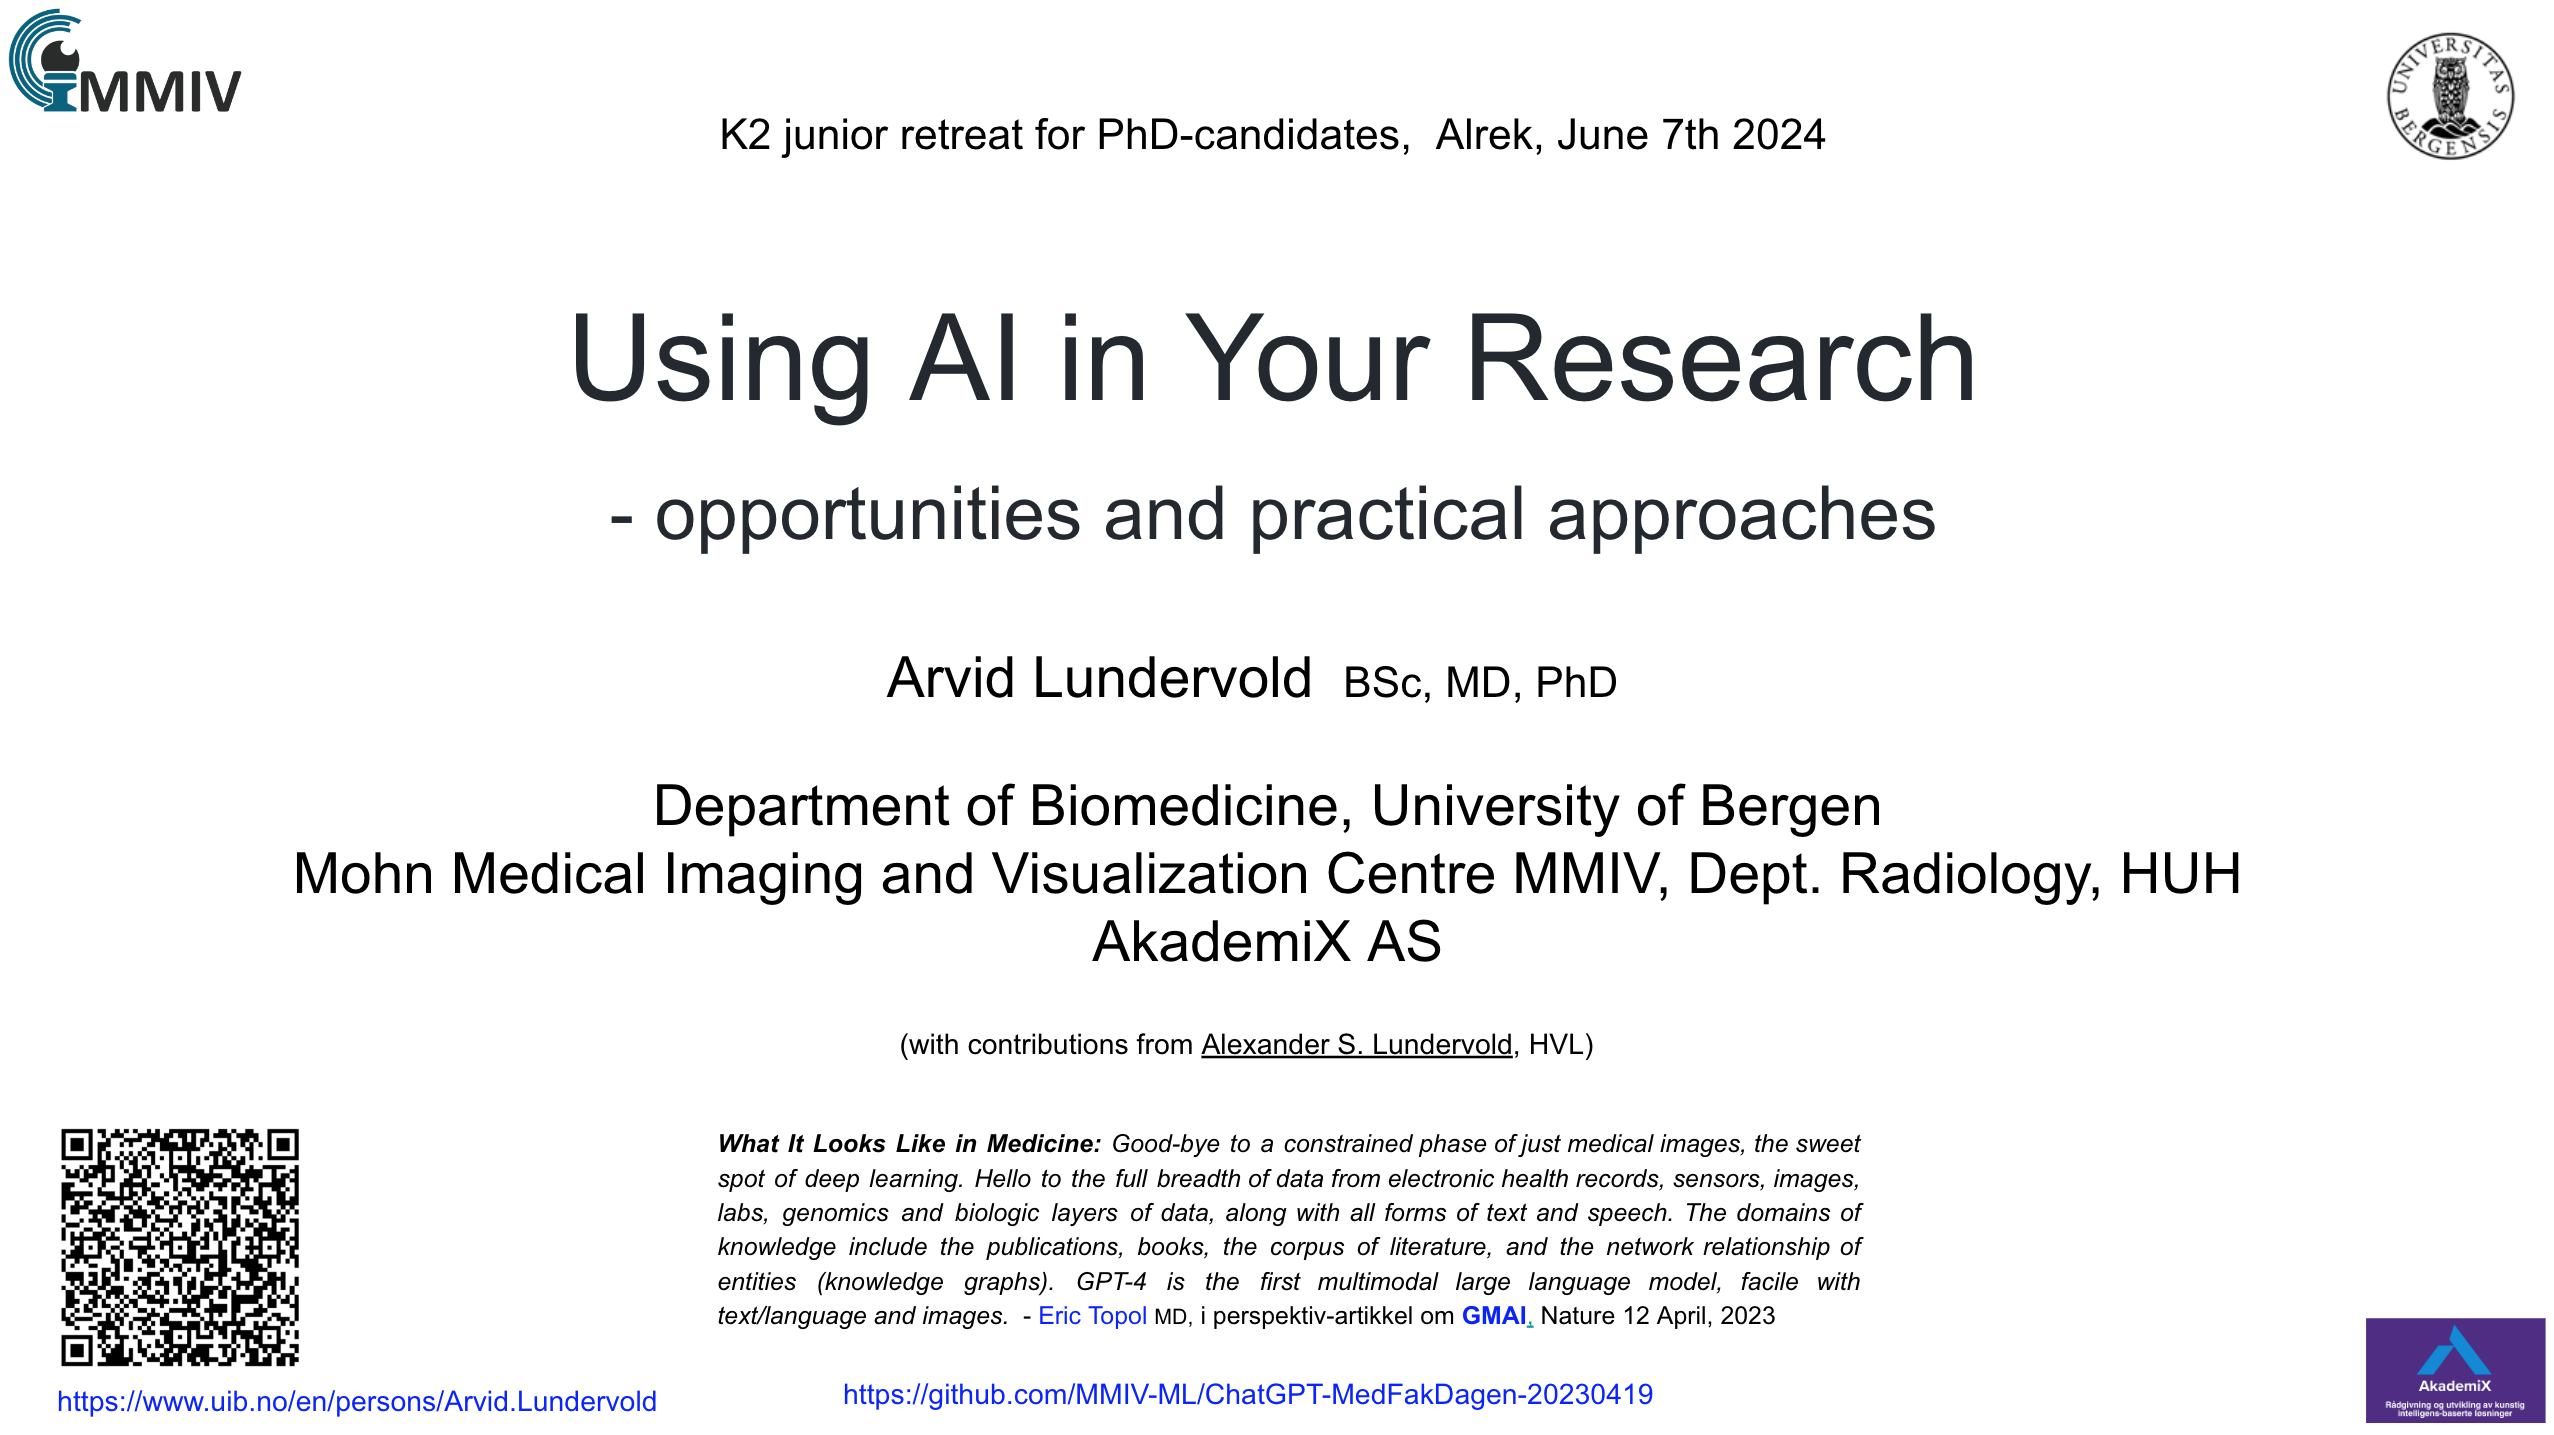 MMIV
UNIVERSITAS BERGENSIS
K2 junior retreat for PhD-candidates,  Alrek, June 7th 2024
Using AI in Your Research
- opportunities and practical approaches
Arvid Lundervold  BSc, MD, PhD
Department of Biomedicine, University of Bergen
Mohn Medical Imaging and Visualization Centre MMIV, Dept. Radiology, HUH
AkademiX AS
(with contributions from Alexander S. Lundervold, HVL)
What It Looks Like in Medicine: Good-bye to a constrained phase of just medical images, the sweet
spot of deep learning. Hello to the full breadth of data from electronic health records, sensors, images,
labs, genomics and biologic layers of data, along with all forms of text and speech. The domains of
knowledge include the publications, books, the corpus of literature, and the network relationship of
entities (knowledge graphs). GPT-4 is the first multimodal large language model, facile with
text/language and images.  - Eric Topol MD, i perspektiv-artikkel om GMAI, Nature 12 April, 2023
https://www.uib.no/en/persons/Arvid.Lundervold
https://github.com/MMIV-ML/ChatGPT-MedFakDagen-20230419
AkademiX
Rådgivning og utvikling av kunstig
intelligens-baserte løsninger